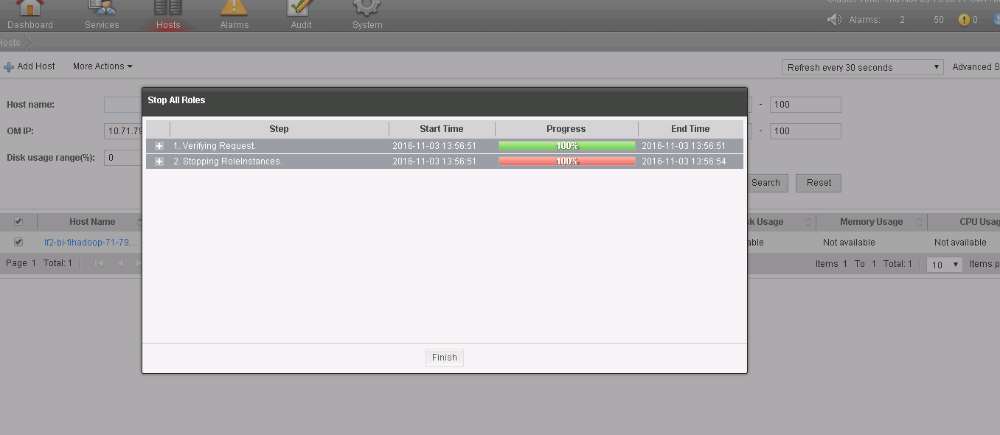 Dashboard Services Hosts Alarms Audit System
Alarms: 2 50 0
Hosts
Add Host More Actions Refresh every 30 seconds Advanced S
Host name: - 100
OM IP: 10.71.79 - 100
Disk usage range(%): 0
Search Reset
Stop All Roles
Step Start Time Progress End Time
1. Verifying Request. 2016-11-03 13:56:51 100% 2016-11-03 13:56:51
2. Stopping RoleInstances. 2016-11-03 13:56:51 100% 2016-11-03 13:56:54
Finish
Host Name sk Usage Memory Usage CPU Usag
lf2-bi-fihadoop-71-79... able Not available Not available
Page 1 Total: 1 Items 1 To 1 Total: 1 10 Items p